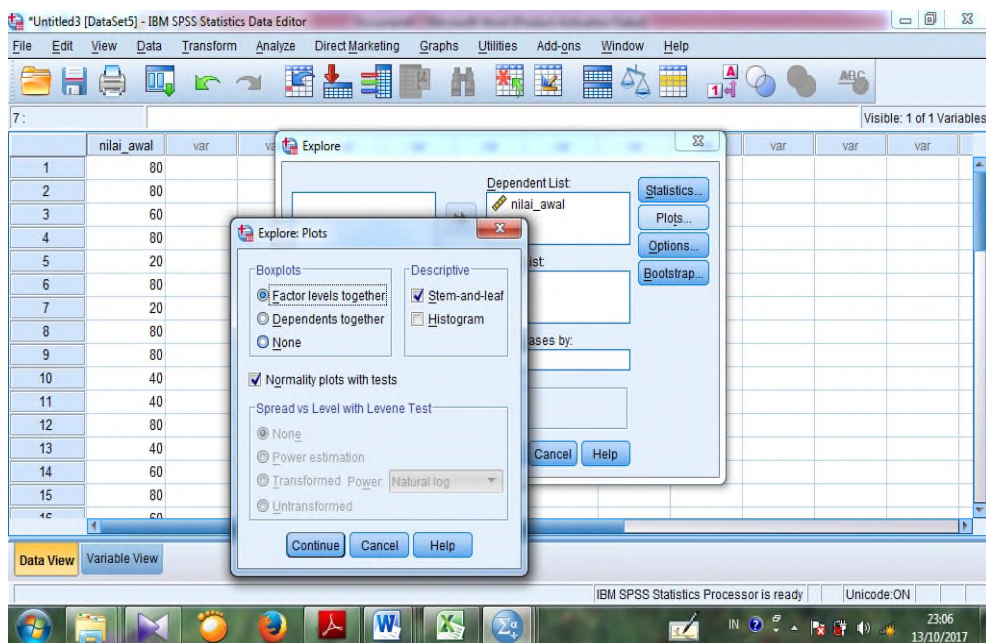 *Untitled3 [DataSet5] - IBM SPSS Statistics Data Editor
File Edit View Data Transform Analyze Direct Marketing Graphs Utilities Add-ons Window Help
7 :
Visible: 1 of 1 Variables
nilai_awal var var var var
1 80
2 80
3 60
4 80
5 20
6 80
7 20
8 80
9 80
10 40
11 40
12 80
13 40
14 60
15 80
16 60
Explore
Dependent List:
nilai_awal
Statistics...
Plots...
Options...
Bootstrap...
Cancel Help
Explore: Plots
Boxplots
Factor levels together
Dependents together
None
Descriptive
Stem-and-leaf
Histogram
Normality plots with tests
Spread vs Level with Levene Test
None
Power estimation
Transformed Power Natural log
Untransformed
Continue Cancel Help
Data View Variable View
IBM SPSS Statistics Processor is ready Unicode:ON
IN 23:06
13/10/2017